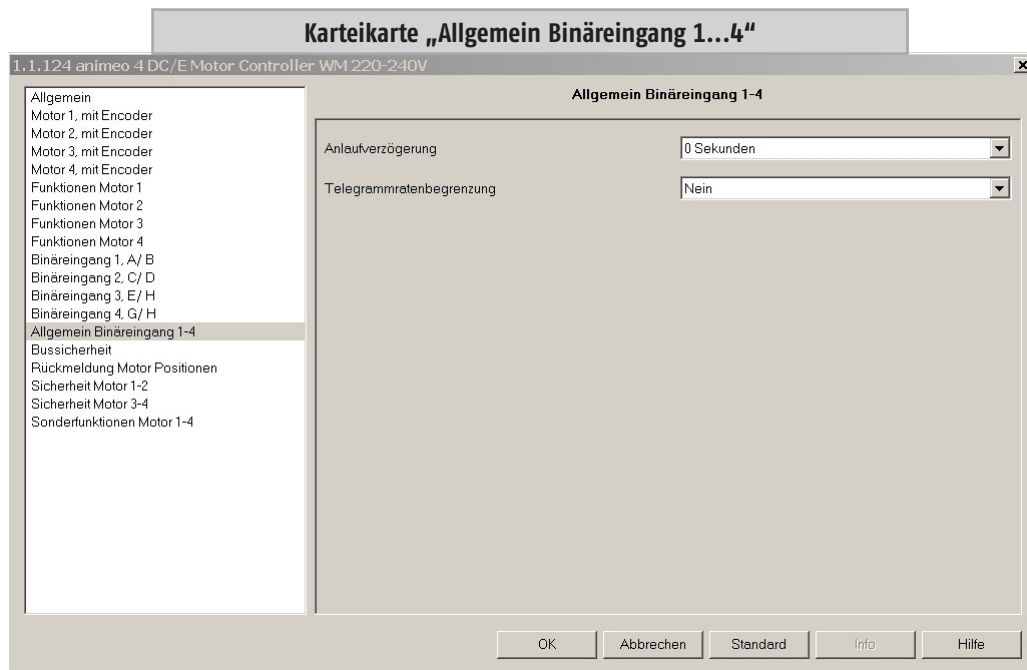 Karteikarte „Allgemein Binäreingang 1...4“
1.1.124 animeo 4 DC/E Motor Controller WM 220-240V
Allgemein
Motor 1, mit Encoder
Motor 2, mit Encoder
Motor 3, mit Encoder
Motor 4, mit Encoder
Funktionen Motor 1
Funktionen Motor 2
Funktionen Motor 3
Funktionen Motor 4
Binäreingang 1, A/ B
Binäreingang 2, C/ D
Binäreingang 3, E/ H
Binäreingang 4, G/ H
Allgemein Binäreingang 1-4
Bussicherheit
Rückmeldung Motor Positionen
Sicherheit Motor 1-2
Sicherheit Motor 3-4
Sonderfunktionen Motor 1-4
Allgemein Binäreingang 1-4
Anlaufverzögerung 0 Sekunden
Telegrammratenbegrenzung Nein
OK Abbrechen Standard Info Hilfe